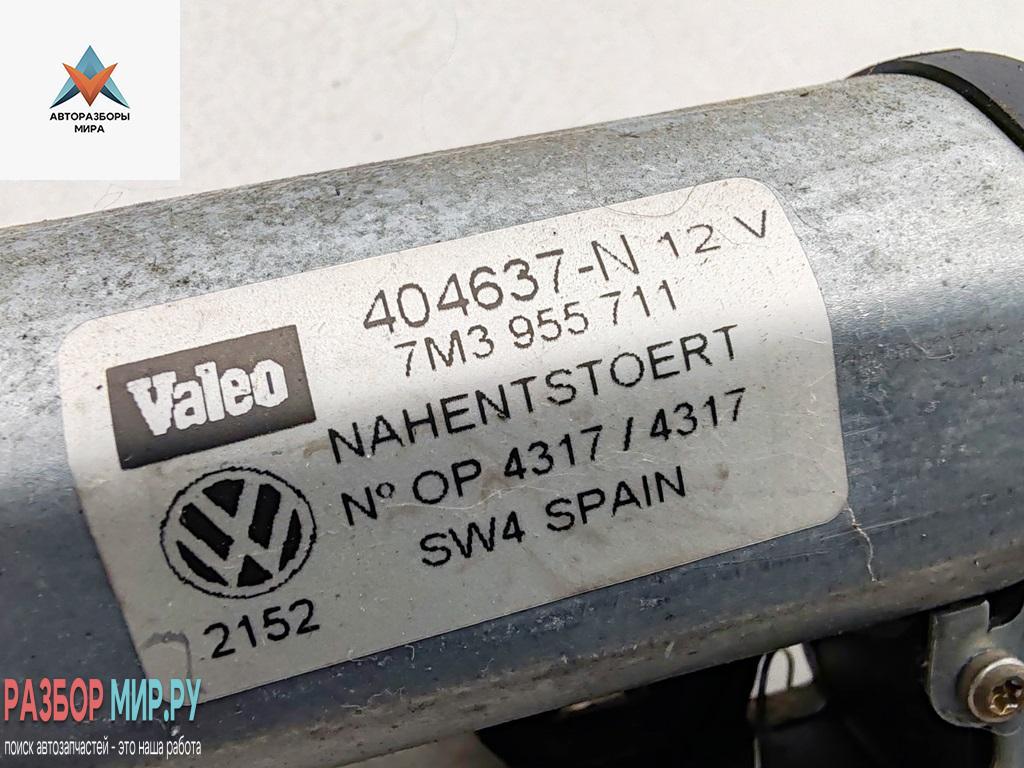 АВТОРАЗБОРЫ
МИРА
404637-N 12 V
7M3 955 711
Valeo
NAHENTSTOERT
Nº OP 4317 / 4317
SW4 SPAIN
2152
РАЗБОР МИР.РУ
поиск автозапчастей - это наша работа